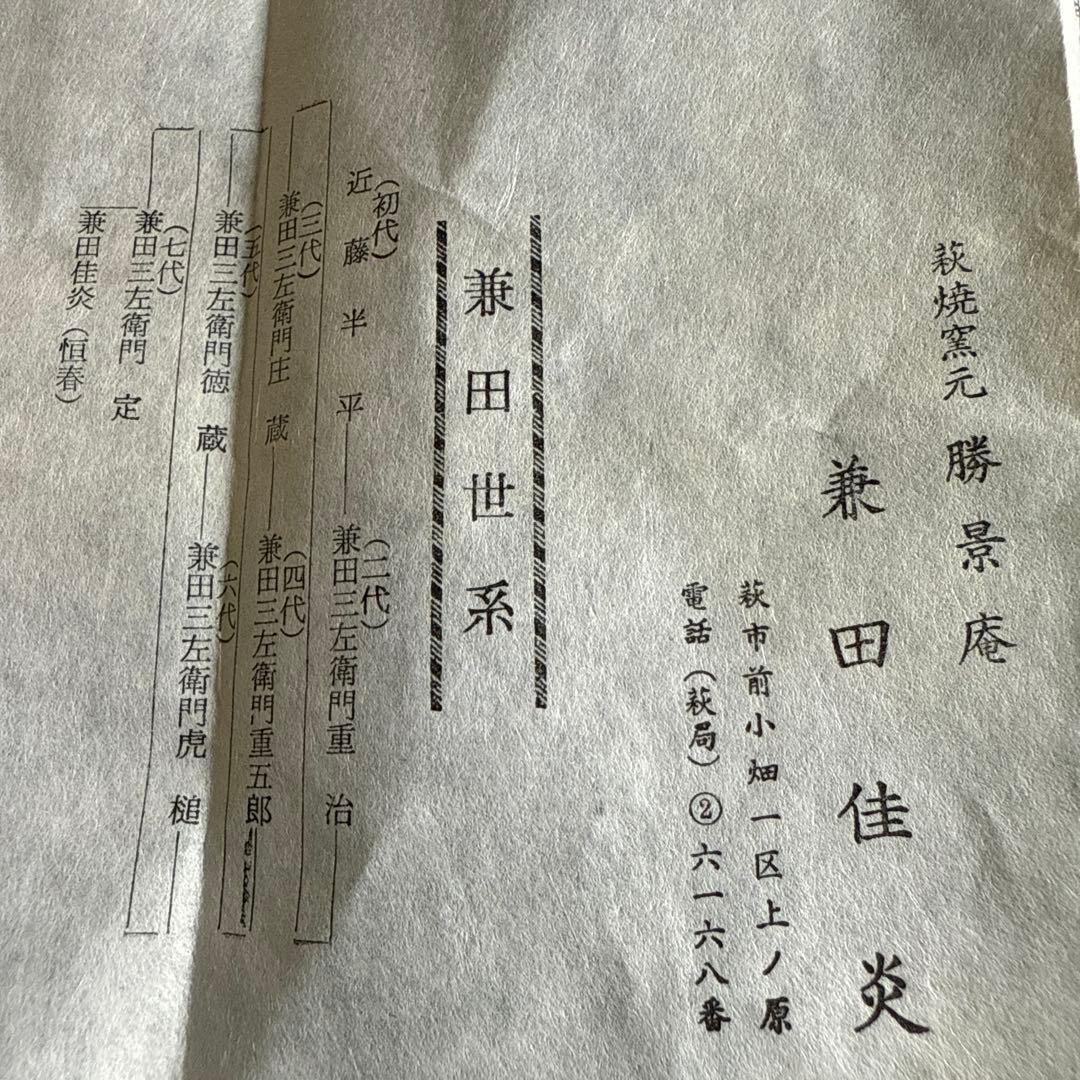 萩焼窯元 勝景庵
兼田佳炎
萩市前小畑一区上ノ原
電話(萩局)②六一六八番
兼田世系
(初代)
近藤半平
(二代)
兼田三左衛門重治
(三代)
兼田三左衛門庄蔵
(四代)
兼田三左衛門重五郎
(五代)
兼田三左衛門徳蔵
(六代)
兼田三左衛門虎槌
(七代)
兼田三左衛門 定
兼田佳炎(恒春)